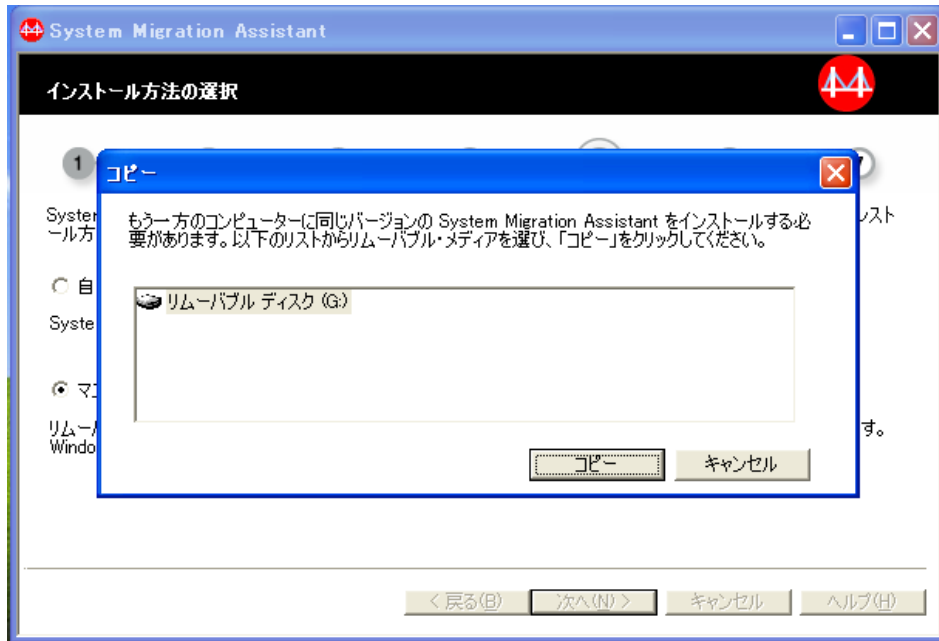 System Migration Assistant
インストール方法の選択
1
コピー
もう一方のコンピューターに同じバージョンの System Migration Assistant をインストールする必
要があります。以下のリストからリムーバブル・メディアを選び、「コピー」をクリックしてください。
リムーバブル ディスク (G:)
コピー
キャンセル
ール方
自
す。
Windo
< 戻る(B)
次へ(N) >
キャンセル
ヘルプ(H)